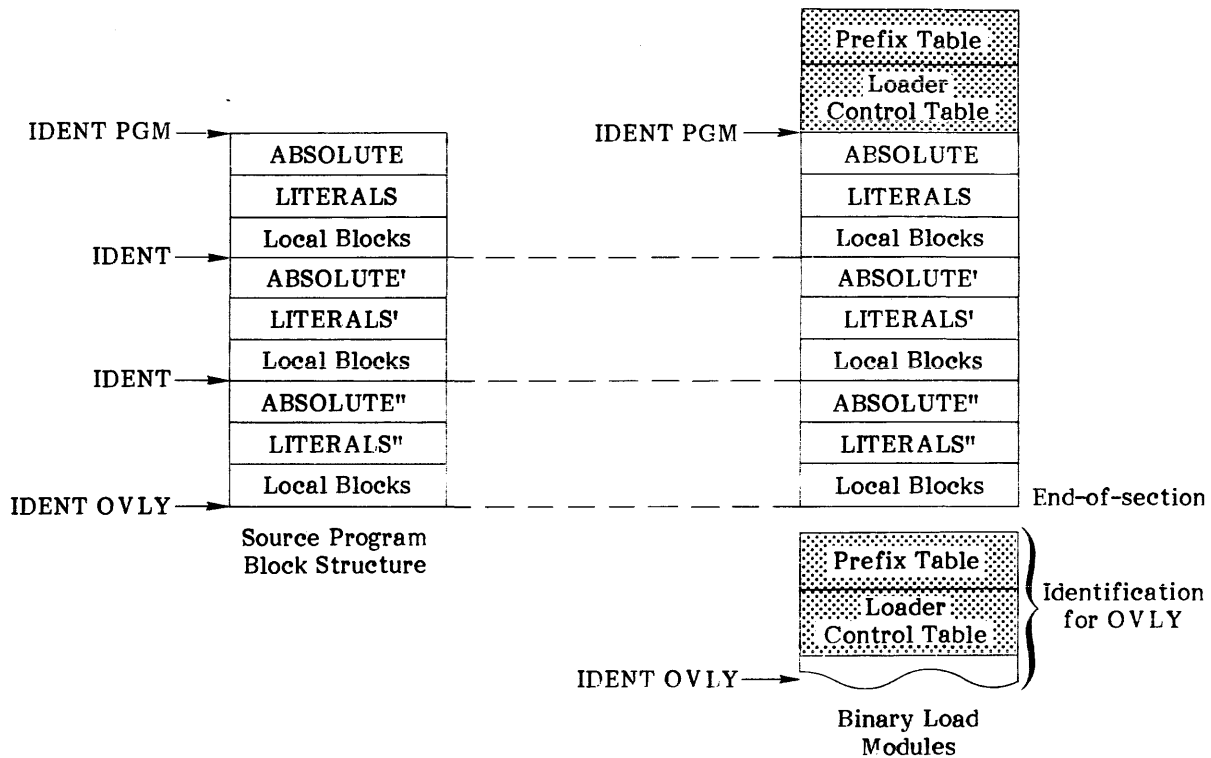 IDENT PGM
ABSOLUTE
LITERALS
Local Blocks
IDENT
ABSOLUTE'
LITERALS'
Local Blocks
IDENT
ABSOLUTE"
LITERALS"
Local Blocks
IDENT OVLY
Source Program
Block Structure
Prefix Table
Loader
Control Table
IDENT PGM
ABSOLUTE
LITERALS
Local Blocks
ABSOLUTE'
LITERALS'
Local Blocks
ABSOLUTE"
LITERALS"
Local Blocks
End-of-section
Prefix Table
Loader
Control Table
Identification
for OVLY
IDENT OVLY
Binary Load
Modules